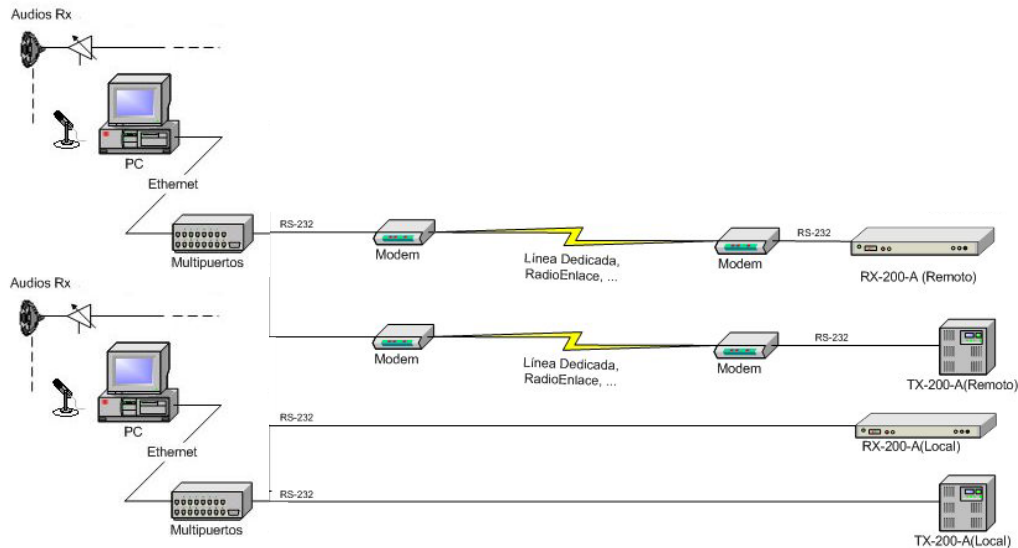 Audios Rx
PC
Ethernet
RS-232
RS-232
Multipuertos
Modem
Línea Dedicada,
RadioEnlace, ...
Modem
RX-200-A (Remoto)
Audios Rx
RS-232
Modem
Línea Dedicada,
RadioEnlace, ...
Modem
TX-200-A(Remoto)
PC
RS-232
Ethernet
RX-200-A(Local)
RS-232
Multipuertos
TX-200-A(Local)